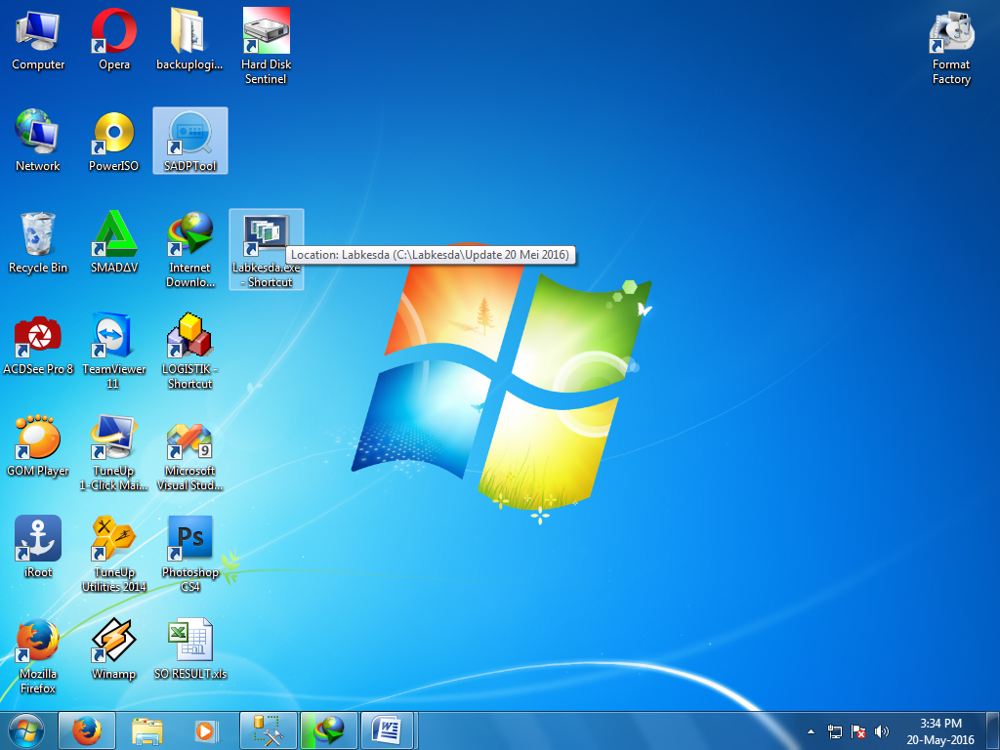 Computer
Opera
backuplogi...
Hard Disk
Sentinel
Format
Factory
Network
PowerISO
SADPTool
Recycle Bin
SMADΔV
Internet
Downlo...
Labkesda.exe
- Shortcut
Location: Labkesda (C:\Labkesda\Update 20 Mei 2016)
ACDSee Pro 8
TeamViewer
11
LOGISTIK -
Shortcut
GOM Player
TuneUp
1-Click Mai...
Microsoft
Visual Stud...
9
iRoot
TuneUp
Utilities 2014
Ps
Photoshop
CS4
Mozilla
Firefox
Winamp
SO RESULT.xls
3:34 PM
20-May-2016